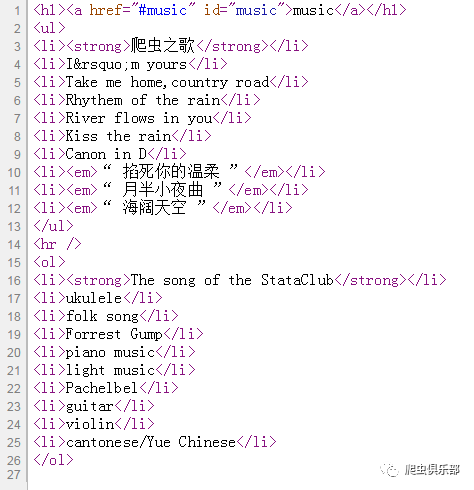 1 <h1><a href="#music" id="music">music</a></h1>
2 <ul>
3 <li><strong>爬虫之歌</strong></li>
4 <li>I&rsquo;m yours</li>
5 <li>Take me home,country road</li>
6 <li>Rhythem of the rain</li>
7 <li>River flows in you</li>
8 <li>Kiss the rain</li>
9 <li>Canon in D</li>
10 <li><em>“ 掐死你的温柔 ”</em></li>
11 <li><em>“ 月半小夜曲 ”</em></li>
12 <li><em>“ 海阔天空 ”</em></li>
13 </ul>
14 <hr />
15 <ol>
16 <li><strong>The song of the StataClub</strong></li>
17 <li>ukulele</li>
18 <li>folk song</li>
19 <li>Forrest Gump</li>
20 <li>piano music</li>
21 <li>light music</li>
22 <li>Pachelbel</li>
23 <li>guitar</li>
24 <li>violin</li>
25 <li>cantonese/Yue Chinese</li>
26 </ol>
27
爬虫俱乐部